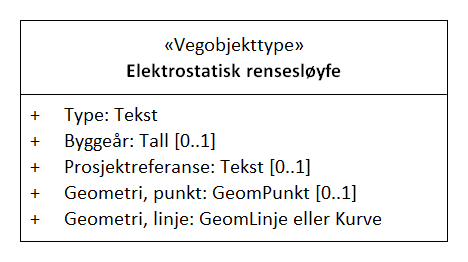 «Vegobjekttype»
Elektrostatisk rensesløyfe
+ Type: Tekst
+ Byggeår: Tall [0..1]
+ Prosjektreferanse: Tekst [0..1]
+ Geometri, punkt: GeomPunkt [0..1]
+ Geometri, linje: GeomLinje eller Kurve